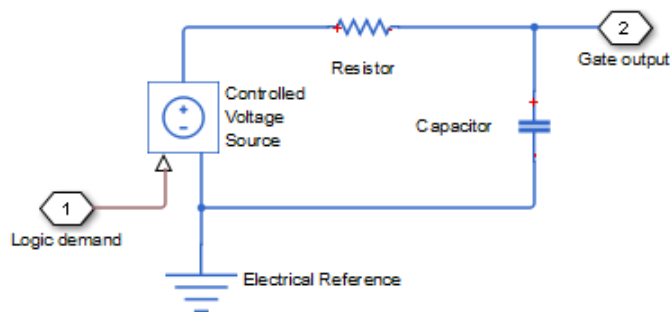 2
Gate output
Resistor
Controlled
Voltage
Source
Capacitor
1
Logic demand
Electrical Reference